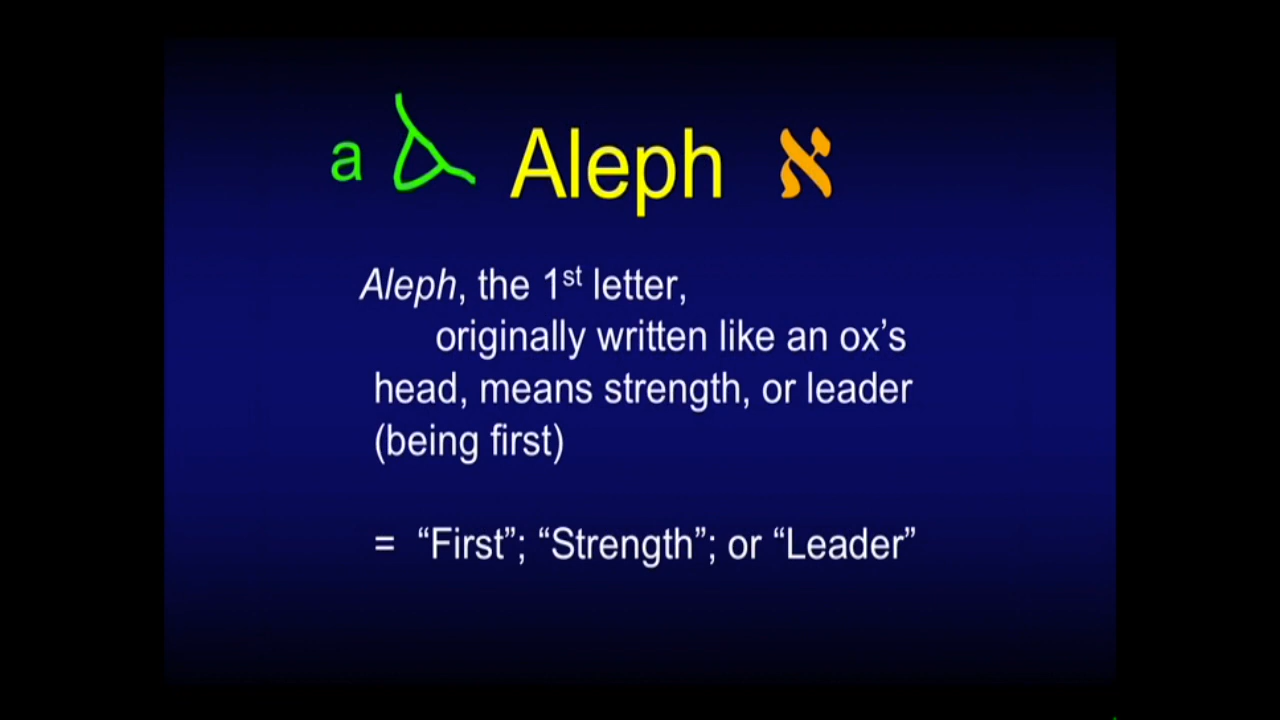 a Aleph א
Aleph, the 1st letter,
originally written like an ox’s
head, means strength, or leader
(being first)
= “First”; “Strength”; or “Leader”